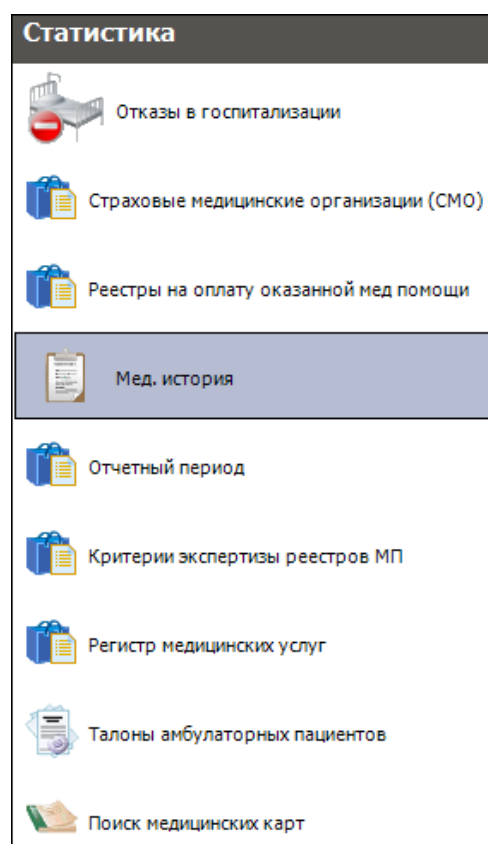 Статистика
Отказы в госпитализации
Страховые медицинские организации (СМО)
Реестры на оплату оказанной мед помощи
Мед. история
Отчетный период
Критерии экспертизы реестров МП
Регистр медицинских услуг
Талоны амбулаторных пациентов
Поиск медицинских карт